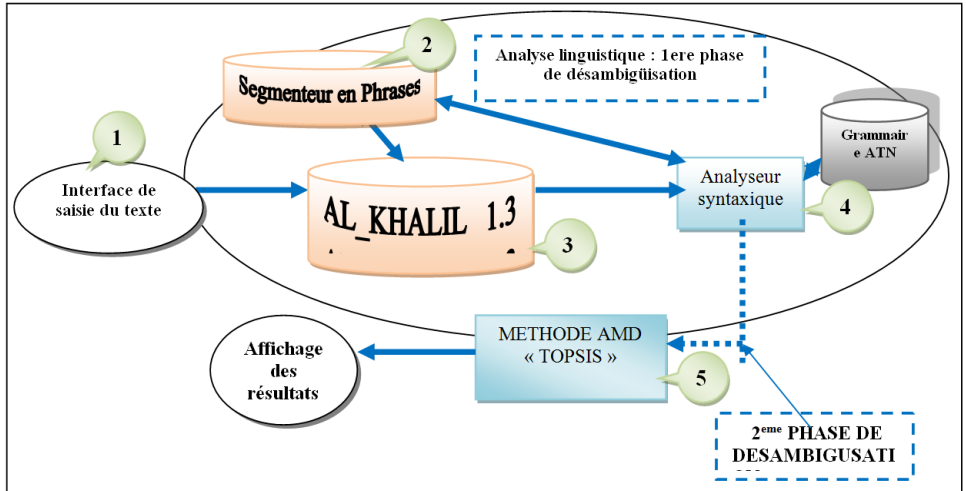 1
Interface de
saisie du texte
2
Segmenteur en Phrases
Analyse linguistique : 1ere phase
de désambigüisation
AL_KHALIL 1.3
3
Analyseur
syntaxique
4
Grammair
e ATN
METHODE AMD
« TOPSIS »
5
Affichage
des
résultats
2eme PHASE DE
DESAMBIGUSATI